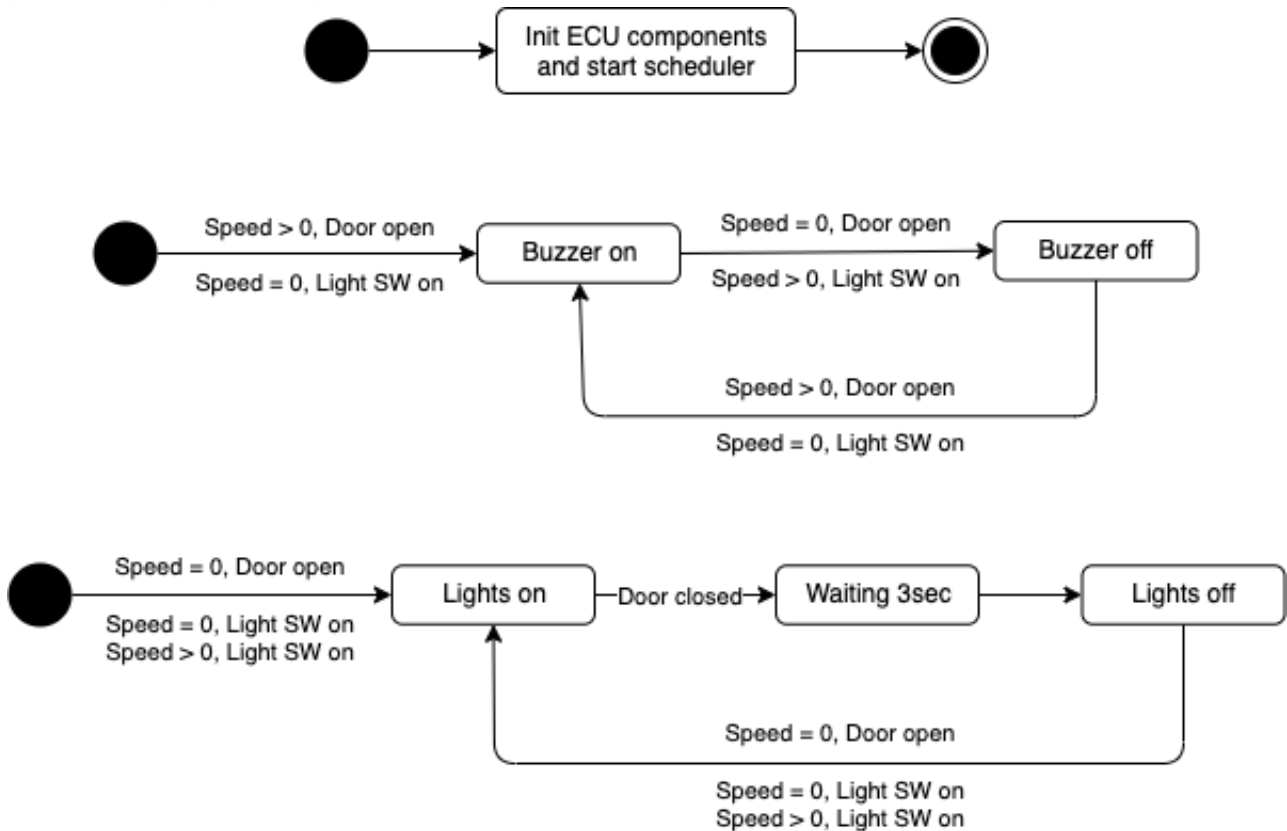 Init ECU components
and start scheduler
Speed > 0, Door open
Speed = 0, Light SW on
Buzzer on
Speed = 0, Door open
Speed > 0, Light SW on
Buzzer off
Speed > 0, Door open
Speed = 0, Light SW on
Speed = 0, Door open
Speed = 0, Light SW on
Speed > 0, Light SW on
Lights on
Door closed
Waiting 3sec
Lights off
Speed = 0, Door open
Speed = 0, Light SW on
Speed > 0, Light SW on